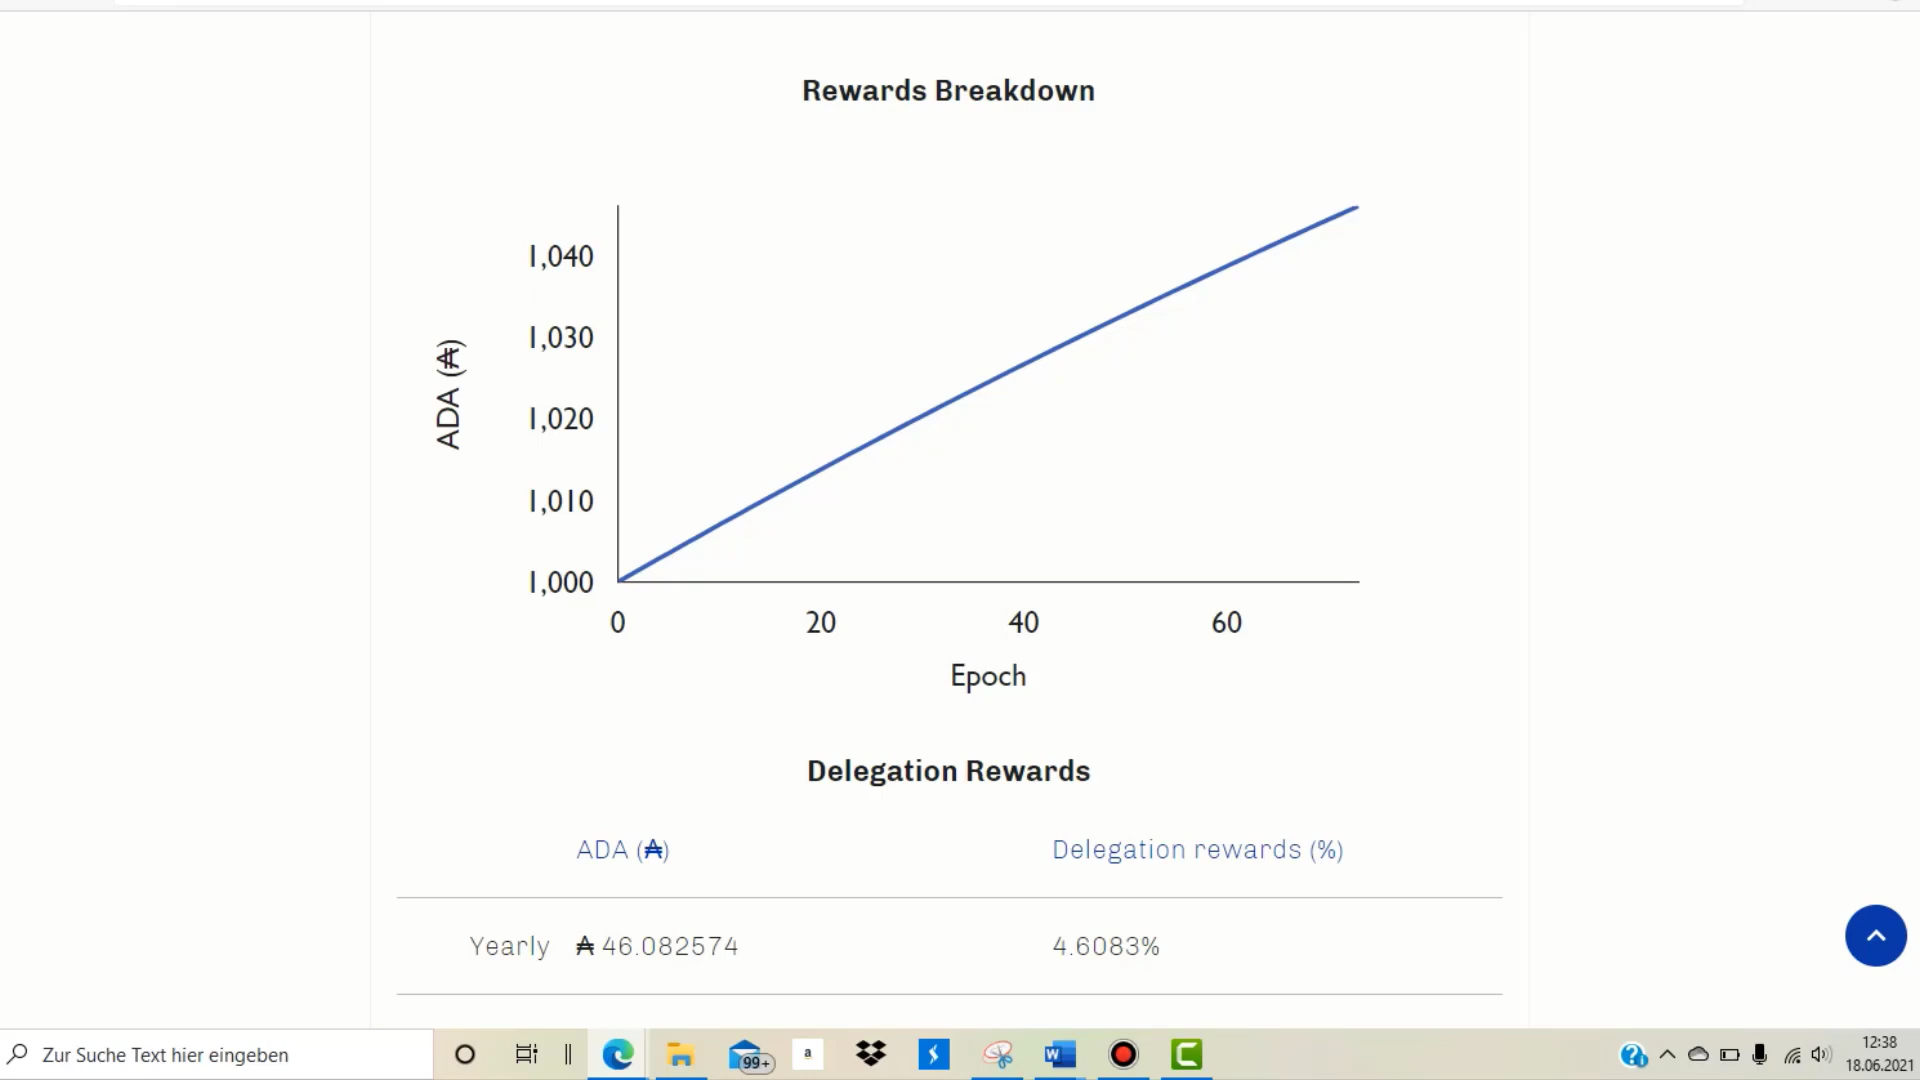 Rewards Breakdown
1,040
1,030
1,020
1,010
1,000
ADA (₳)
0 20 40 60
Epoch
Delegation Rewards
ADA (₳) Delegation rewards (%)
Yearly ₳ 46.082574 4.6083%
Zur Suche Text hier eingeben
99+
a
W
12:38
18.06.2021